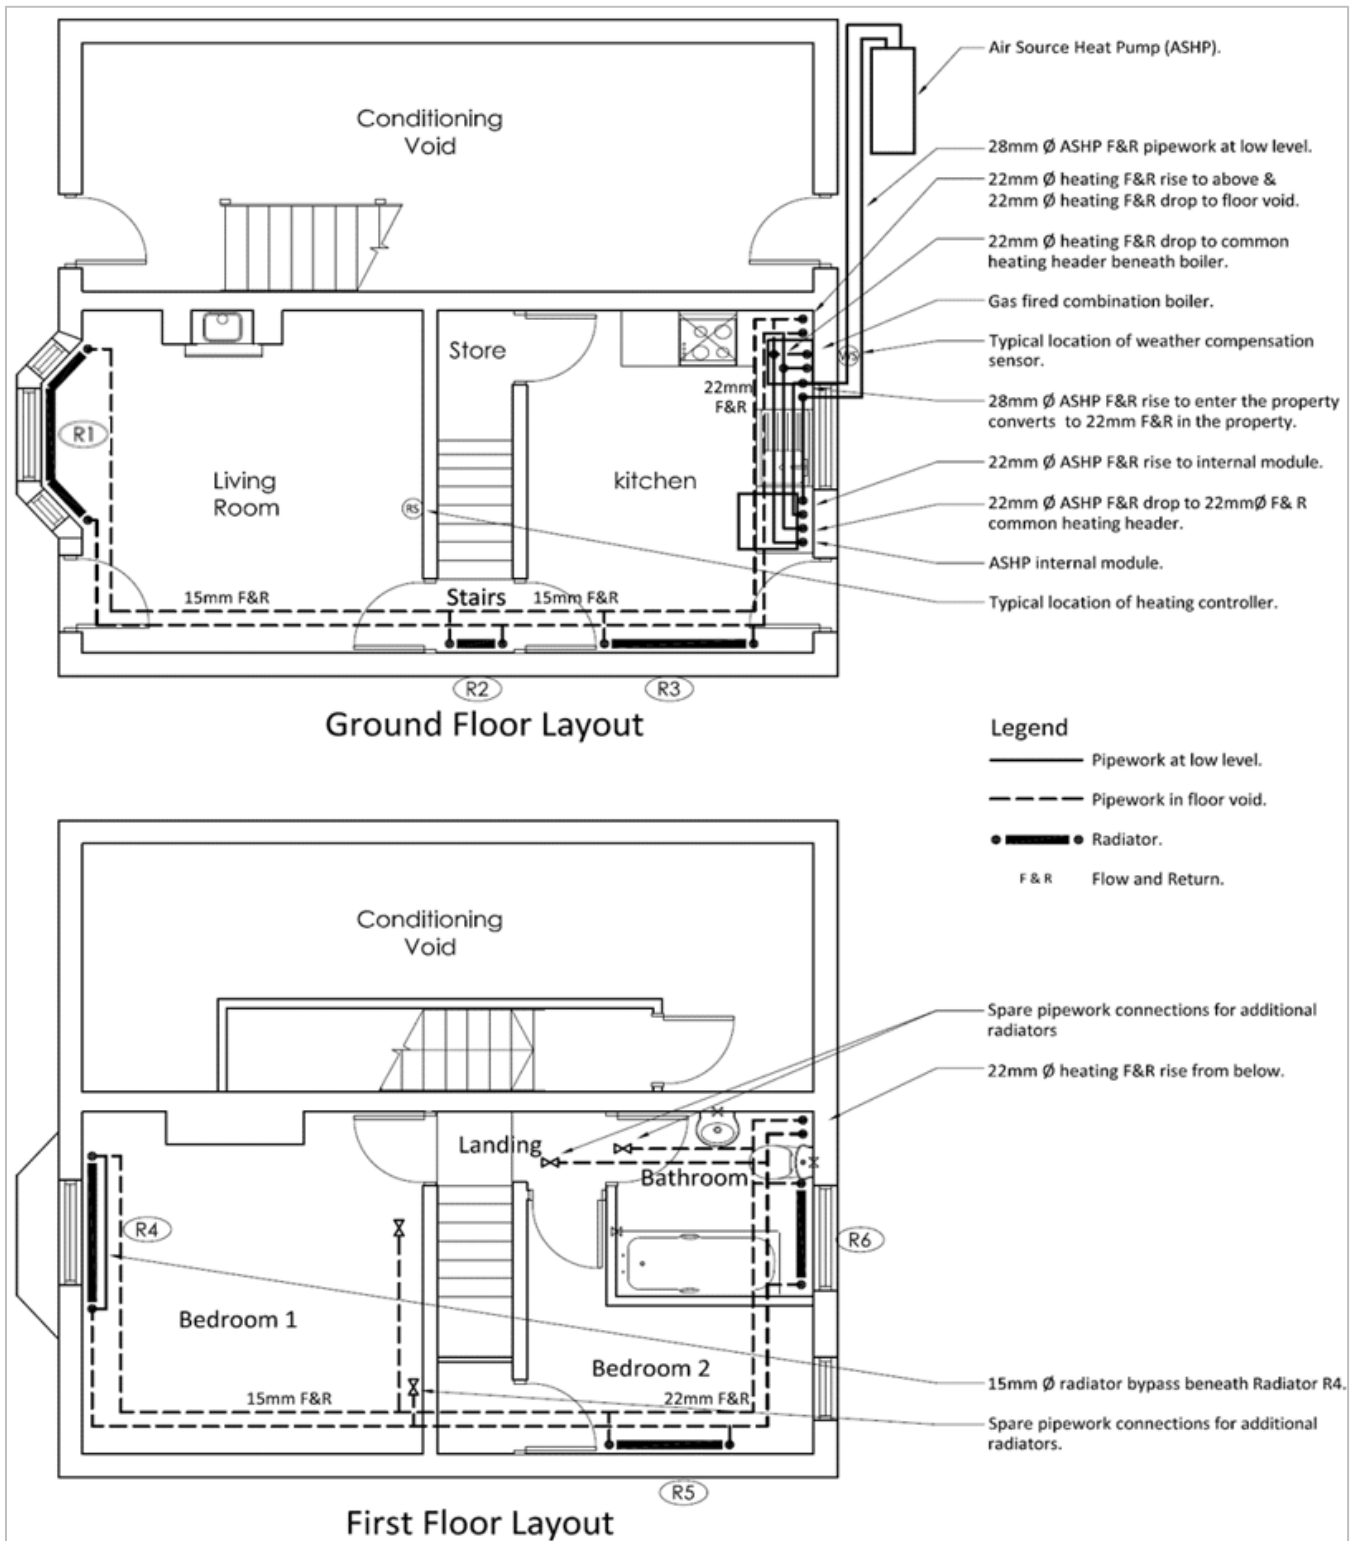 Conditioning
Void
Air Source Heat Pump (ASHP).
28mm Ø ASHP F&R pipework at low level.
22mm Ø heating F&R rise to above &
22mm Ø heating F&R drop to floor void.
22mm Ø heating F&R drop to common
heating header beneath boiler.
Gas fired combination boiler.
Typical location of weather compensation
sensor.
28mm Ø ASHP F&R rise to enter the property
converts to 22mm F&R in the property.
22mm Ø ASHP F&R rise to internal module.
22mm Ø ASHP F&R drop to 22mmØ F& R
common heating header.
ASHP internal module.
Typical location of heating controller.
Store
WS
22mm
F&R
R1
Living
Room
kitchen
RS
15mm F&R
Stairs
15mm F&R
R2
R3
Ground Floor Layout
Legend
Pipework at low level.
Pipework in floor void.
Radiator.
F & R
Flow and Return.
Conditioning
Void
Spare pipework connections for additional
radiators
22mm Ø heating F&R rise from below.
Landing
Bathroom
R4
R6
Bedroom 1
Bedroom 2
15mm F&R
22mm F&R
15mm Ø radiator bypass beneath Radiator R4.
Spare pipework connections for additional
radiators.
R5
First Floor Layout